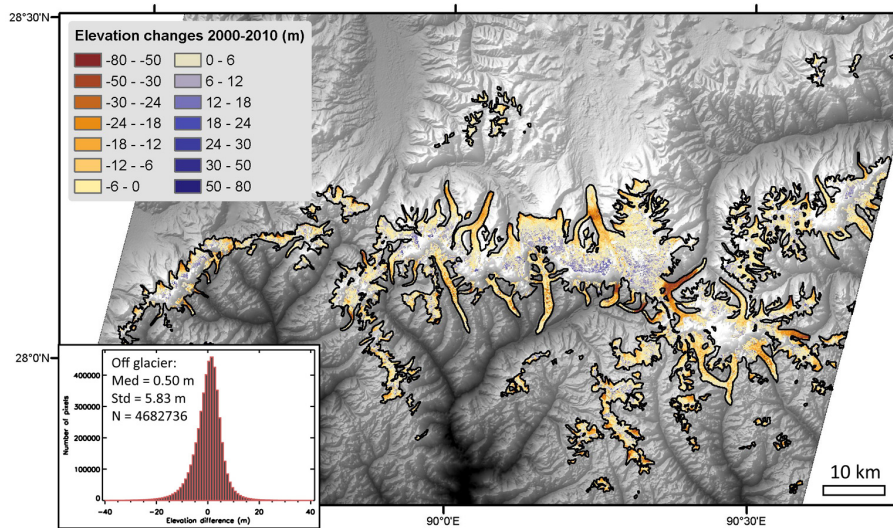 28°30'N
Elevation changes 2000-2010 (m)
-80 - -50
-50 - -30
-30 - -24
-24 - -18
-18 - -12
-12 - -6
-6 - 0
0 - 6
6 - 12
12 - 18
18 - 24
24 - 30
30 - 50
50 - 80
28°0'N
Off glacier:
Med = 0.50 m
Std = 5.83 m
N = 4682736
Number of pixels
400000
300000
200000
100000
0
-40
-20
0
20
40
Elevation difference (m)
90°0'E
90°30'E
10 km